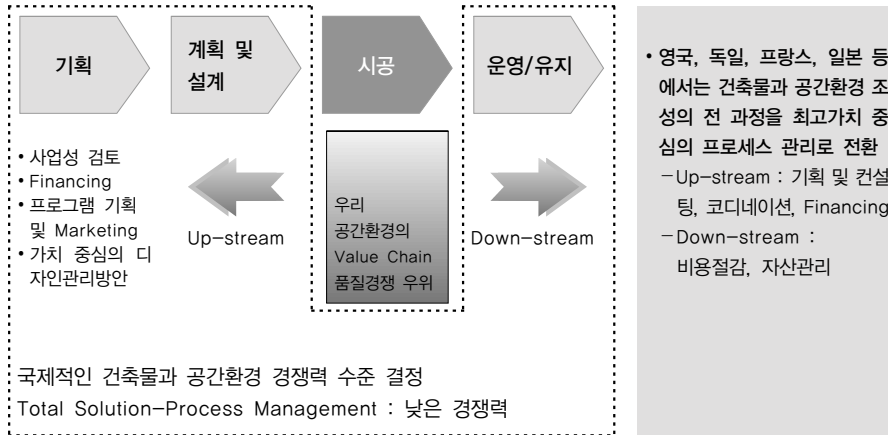 기획
계획 및
설계
시공
운영/유지
• 사업성 검토
• Financing
• 프로그램 기획
및 Marketing
• 가치 중심의 디
자인관리방안
Up-stream
우리
공간환경의
Value Chain
품질경쟁 우위
Down-stream
국제적인 건축물과 공간환경 경쟁력 수준 결정
Total Solution-Process Management : 낮은 경쟁력
• 영국, 독일, 프랑스, 일본 등
에서는 건축물과 공간환경 조
성의 전 과정을 최고가치 중
심의 프로세스 관리로 전환
-Up-stream : 기획 및 컨설
팅, 코디네이션, Financing
-Down-stream :
비용절감, 자산관리